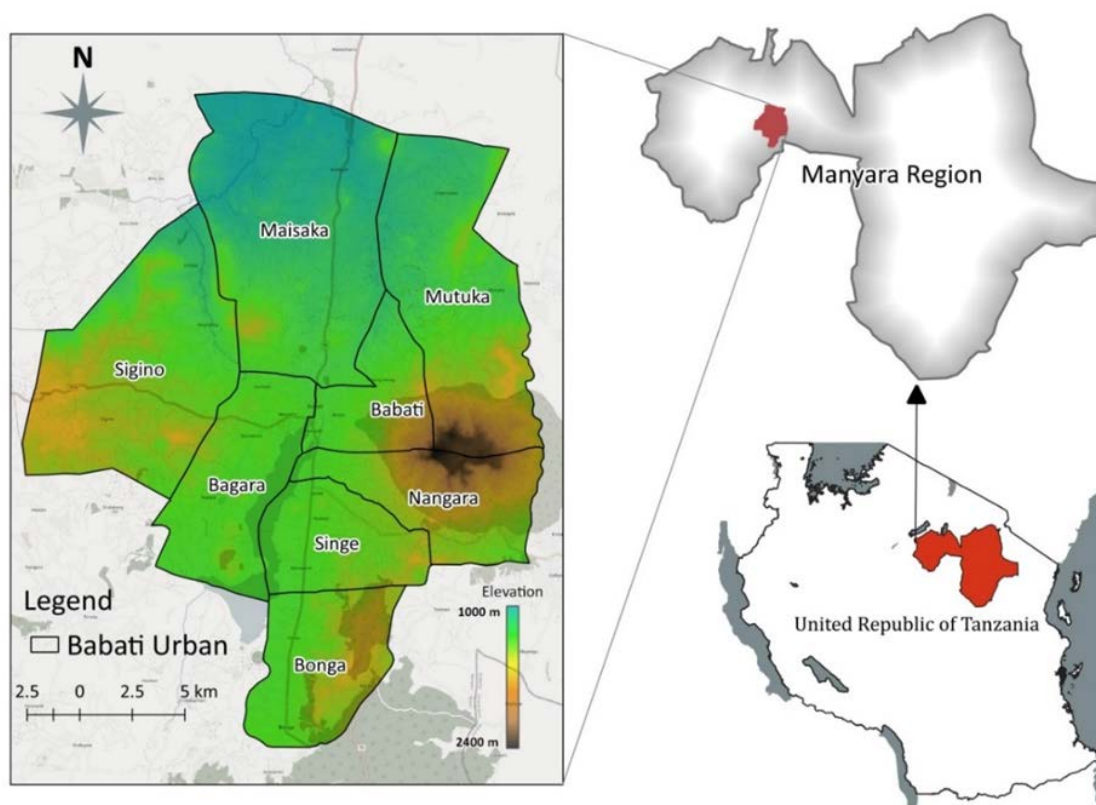 N
Maisaka
Mutuka
Sigino
Babati
Bagara
Nangara
Singe
Bonga
Legend
Babati Urban
2.5 0 2.5 5 km
Elevation
1000 m
2400 m
Manyara Region
United Republic of Tanzania